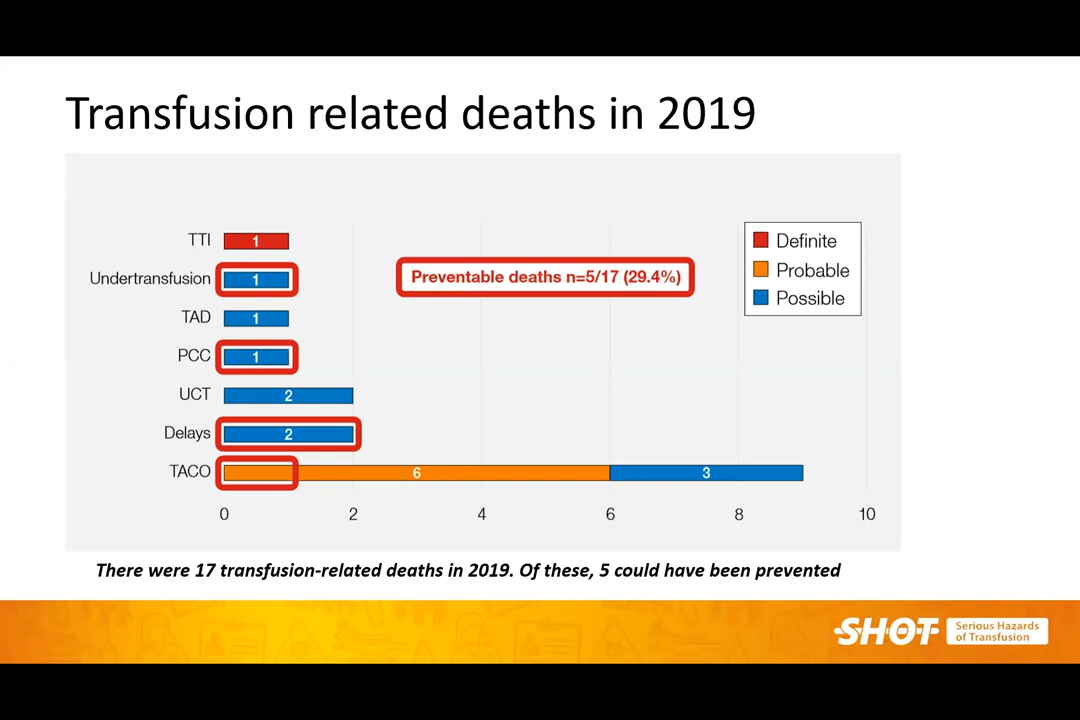 Transfusion related deaths in 2019
TTI 1
Undertransfusion 1
TAD 1
PCC 1
UCT 2
Delays 2
TACO 6 3
0 2 4 6 8 10
Preventable deaths n=5/17 (29.4%)
Definite
Probable
Possible
There were 17 transfusion-related deaths in 2019. Of these, 5 could have been prevented
SHOT
Serious Hazards
of Transfusion